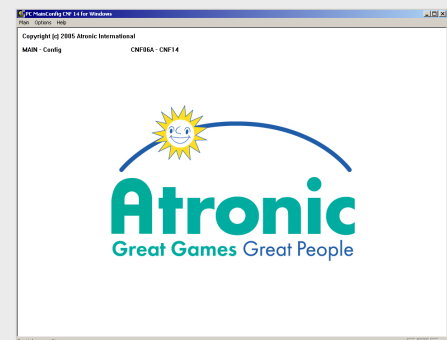 PC MainConfig CNF 14 for Windows
Main Options Help
Copyright (c) 2005 Atronic International
MAIN - Config CNF06A - CNF14
Atronic
Great Games Great People